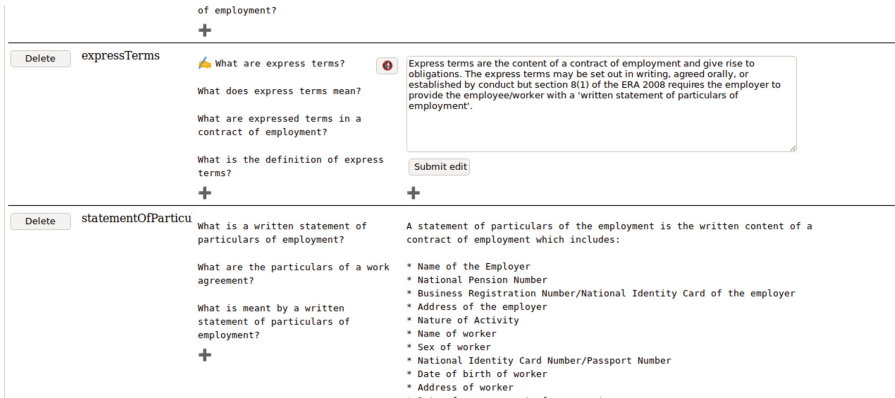 of employment?
Delete
expressTerms
What are express terms?
What does express terms mean?
What are expressed terms in a
contract of employment?
What is the definition of express
terms?
Express terms are the content of a contract of employment and give rise to
obligations. The express terms may be set out in writing, agreed orally, or
established by conduct but section 8(1) of the ERA 2008 requires the employer to
provide the employee/worker with a 'written statement of particulars of
employment'.
Submit edit
Delete
statementOfParticu
What is a written statement of
particulars of employment?
What are the particulars of a work
agreement?
What is meant by a written
statement of particulars of
employment?
A statement of particulars of the employment is the written content of a
contract of employment which includes:
* Name of the Employer
* National Pension Number
* Business Registration Number/National Identity Card of the employer
* Address of the employer
* Nature of Activity
* Name of worker
* Sex of worker
* National Identity Card Number/Passport Number
* Date of birth of worker
* Address of worker